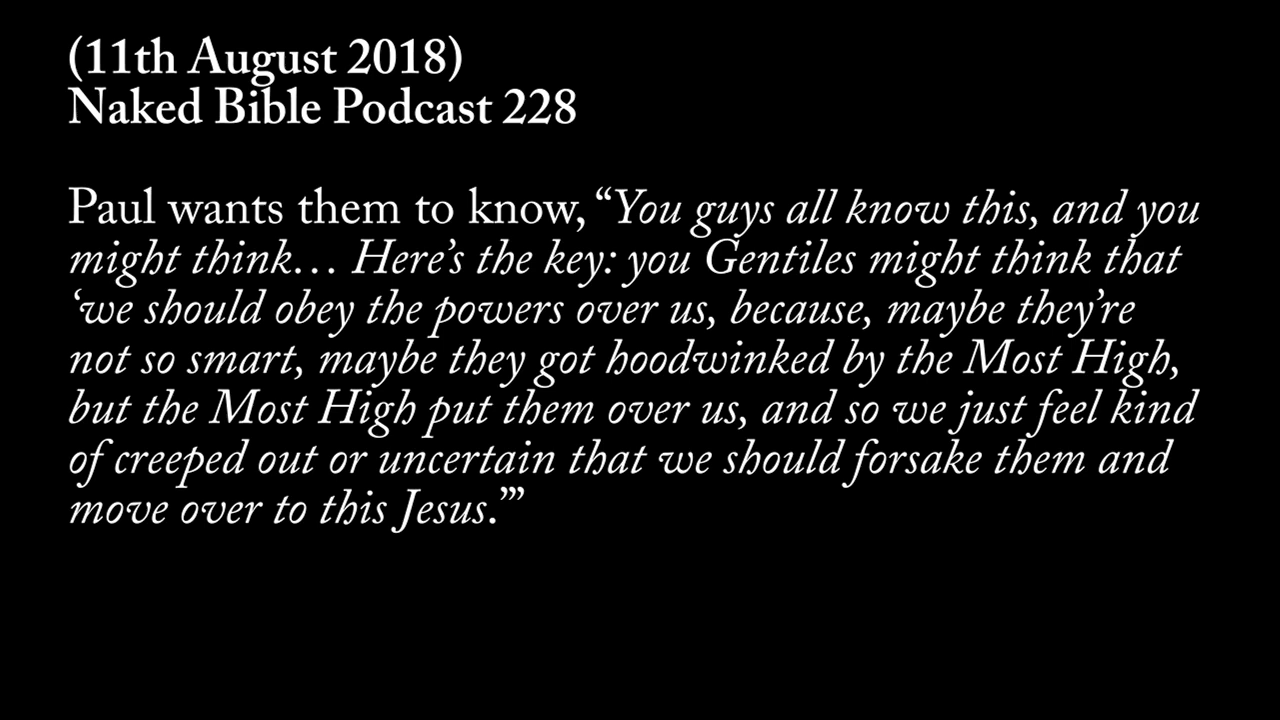 (11th August 2018)
Naked Bible Podcast 228
Paul wants them to know, “You guys all know this, and you
might think… Here’s the key: you Gentiles might think that
‘we should obey the powers over us, because, maybe they’re
not so smart, maybe they got hoodwinked by the Most High,
but the Most High put them over us, and so we just feel kind
of creeped out or uncertain that we should forsake them and
move over to this Jesus.’”